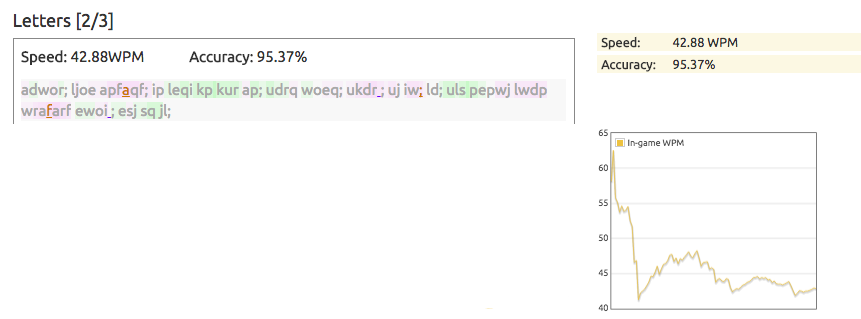 Letters [2/3]
Speed: 42.88WPM Accuracy: 95.37%
adwor; ljoe apfaqf; ip leqi kp kur ap; udrq woeq; ukdr ; uj iw; ld; uls pepwj lwdp
wrafarf ewoi ; esj sq jl;
Speed: 42.88 WPM
Accuracy: 95.37%
In-game WPM
65
60
55
50
45
40